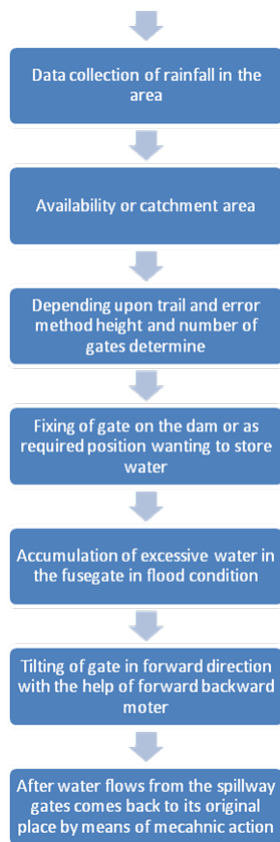 Data collection of rainfall in the
area
Availability or catchment area
Depending upon trail and error
method height and number of
gates determine
Fixing of gate on the dam or as
required position wanting to store
water
Accumulation of excessive water in
the fusegate in flood condition
Tilting of gate in forward direction
with the help of forward backward
moter
After water flows from the spillway
gates comes back to its original
place by means of mecahnic action